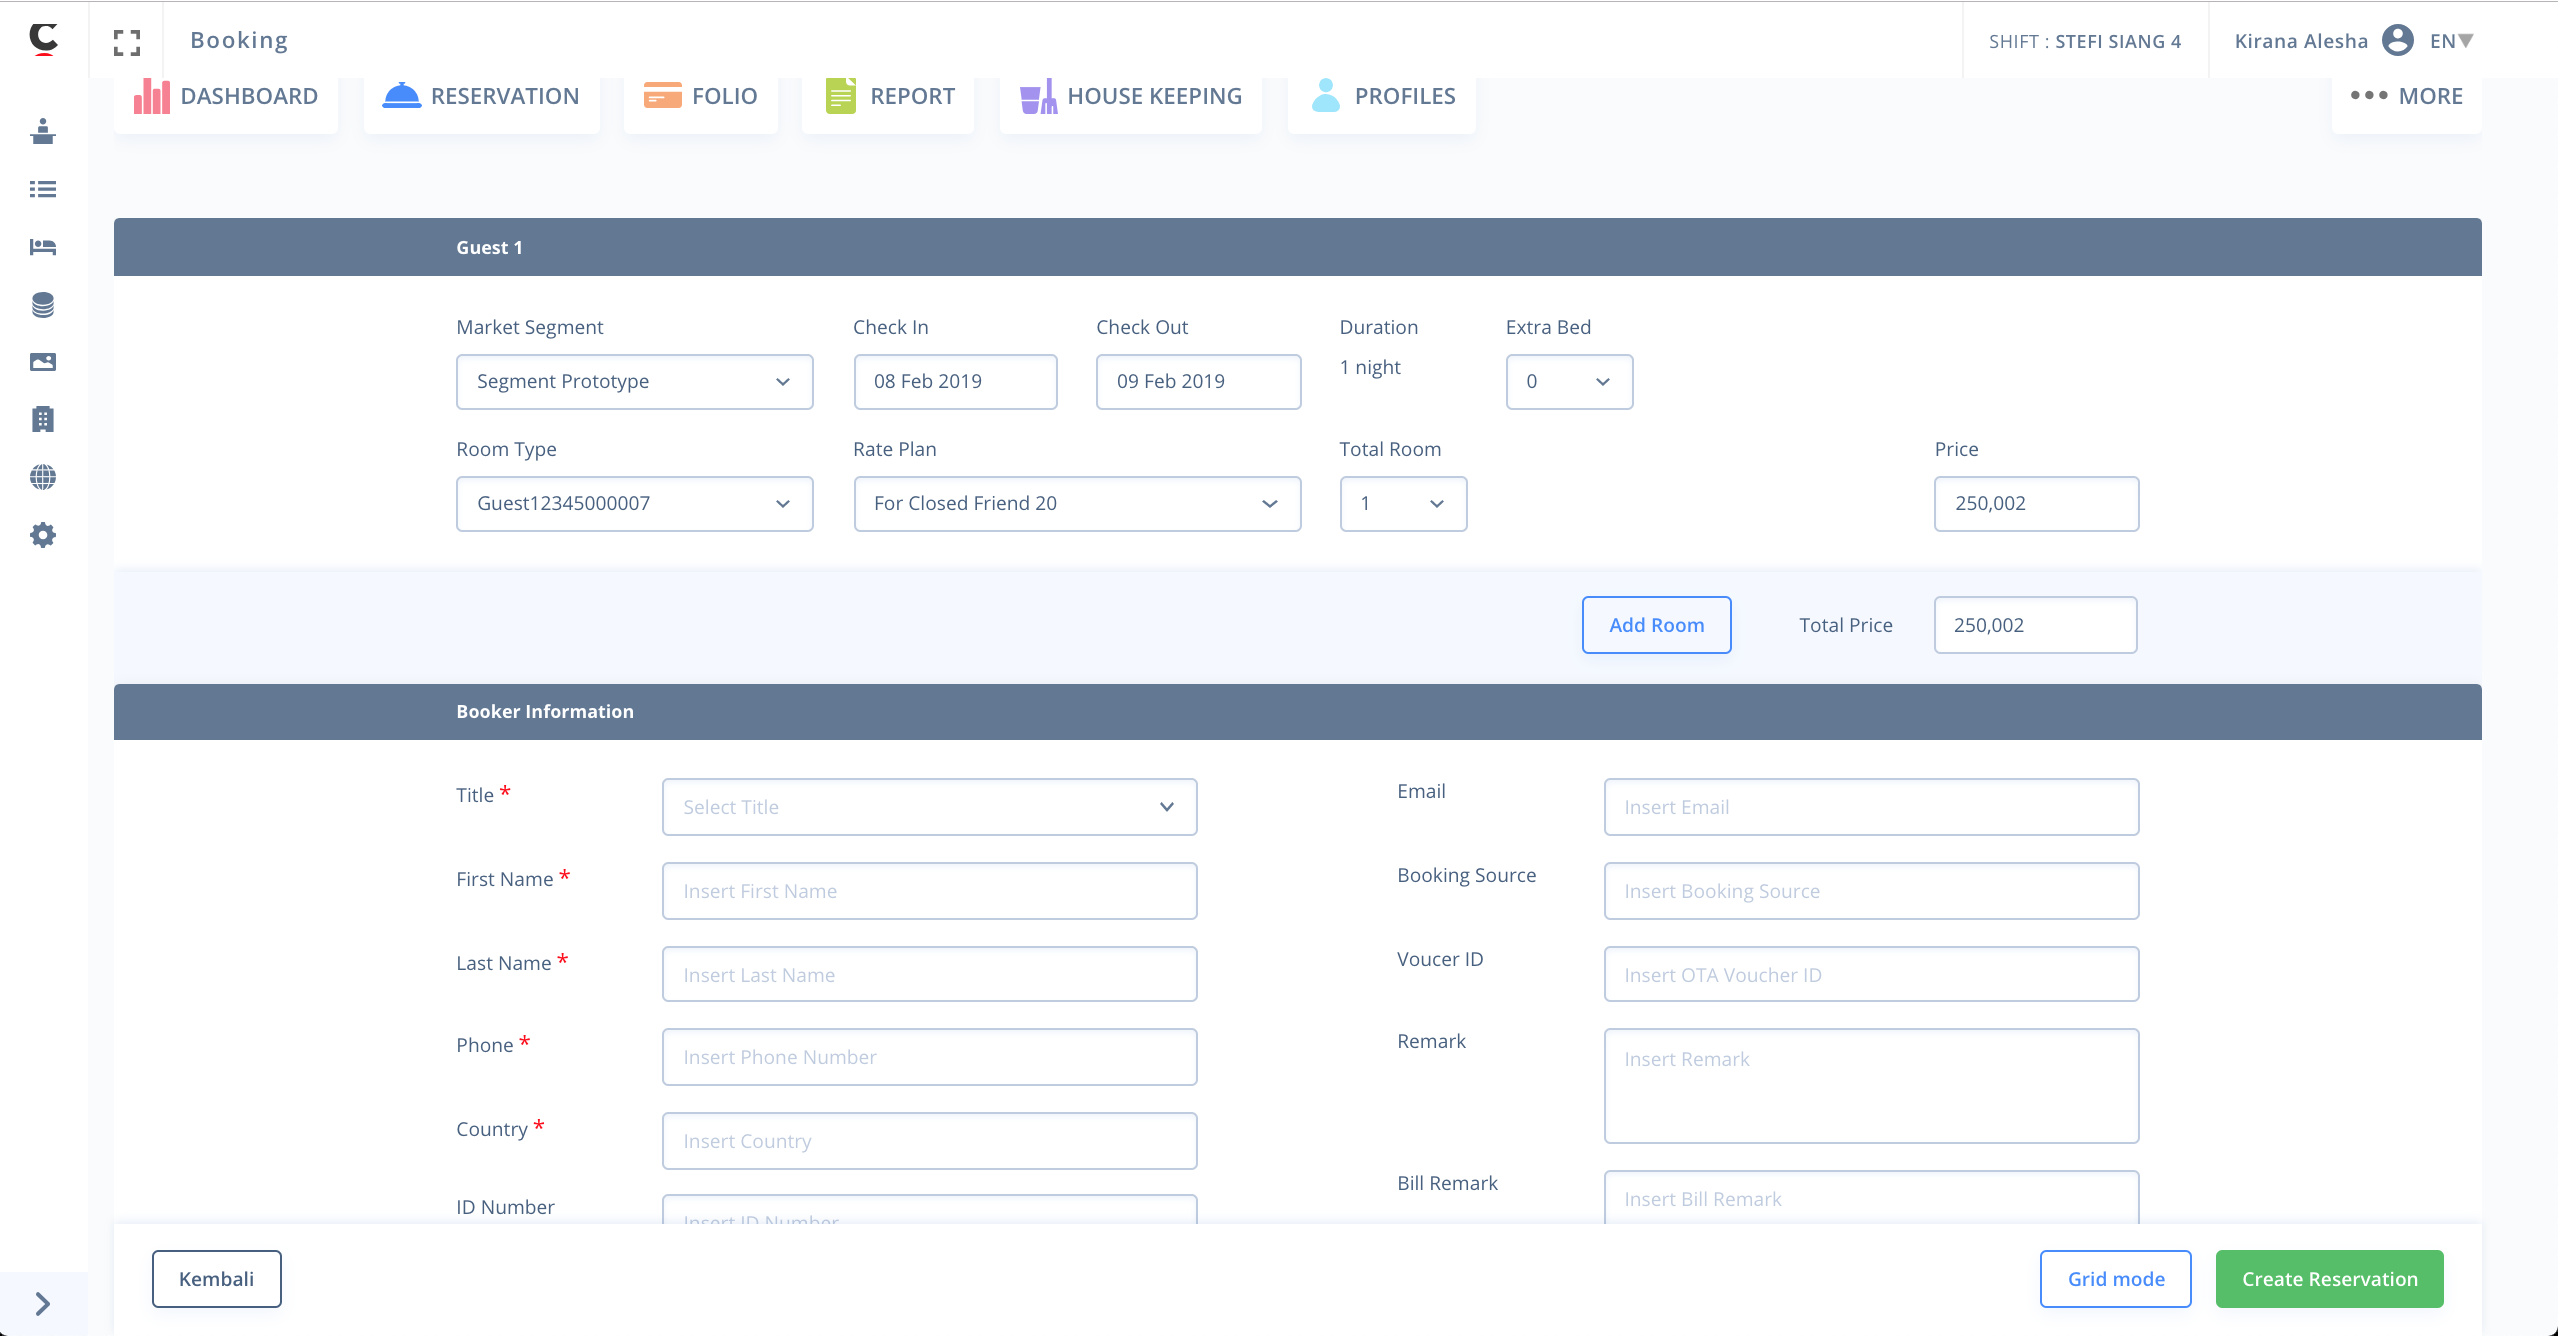 Booking
SHIFT : STEFI SIANG 4
Kirana Alesha
EN
DASHBOARD
RESERVATION
FOLIO
REPORT
HOUSE KEEPING
PROFILES
MORE
Guest 1
Market Segment
Check In
Check Out
Duration
Extra Bed
Segment Prototype
08 Feb 2019
09 Feb 2019
1 night
0
Room Type
Rate Plan
Total Room
Price
Guest12345000007
For Closed Friend 20
1
250,002
Add Room
Total Price
250,002
Booker Information
Title *
Select Title
Email
Insert Email
First Name *
Insert First Name
Booking Source
Insert Booking Source
Last Name *
Insert Last Name
Voucer ID
Insert OTA Voucher ID
Phone *
Insert Phone Number
Remark
Insert Remark
Country *
Insert Country
Bill Remark
Insert Bill Remark
ID Number
Insert ID Number
Kembali
Grid mode
Create Reservation